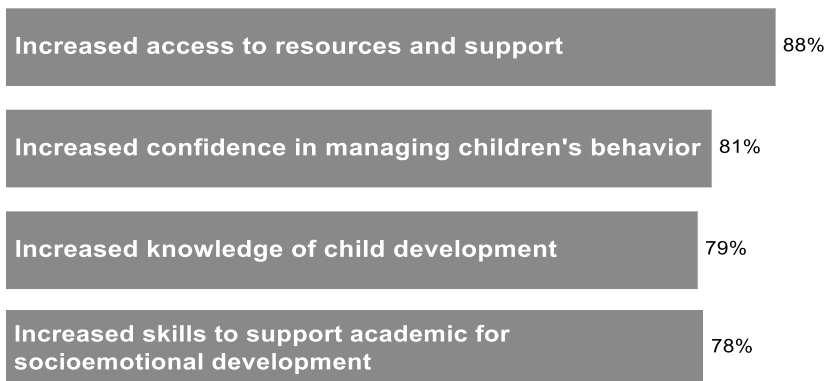 Increased access to resources and support
88%
Increased confidence in managing children's behavior
81%
Increased knowledge of child development
79%
Increased skills to support academic for
socioemotional development
78%